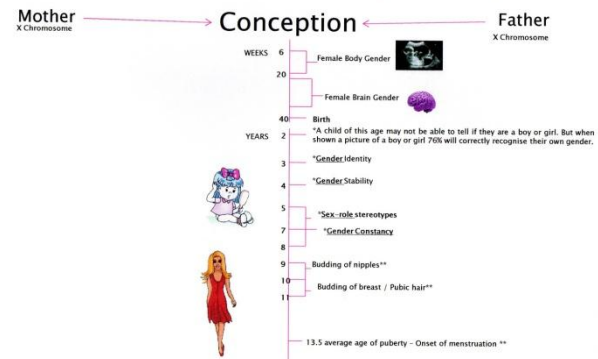 Mother
X Chromosome
Conception
Father
X Chromosome
WEEKS
6
Female Body Gender
20
Female Brain Gender
40
Birth
YEARS
2
*A child of this age may not be able to tell if they are a boy or girl. But when
shown a picture of a boy or girl 76% will correctly recognise their own gender.
3
*Gender Identity
4
*Gender Stability
5
*Sex-role stereotypes
7
*Gender Constancy
8
9
Budding of nipples**
10
Budding of breast / Pubic hair**
11
13.5 average age of puberty - Onset of menstruation **